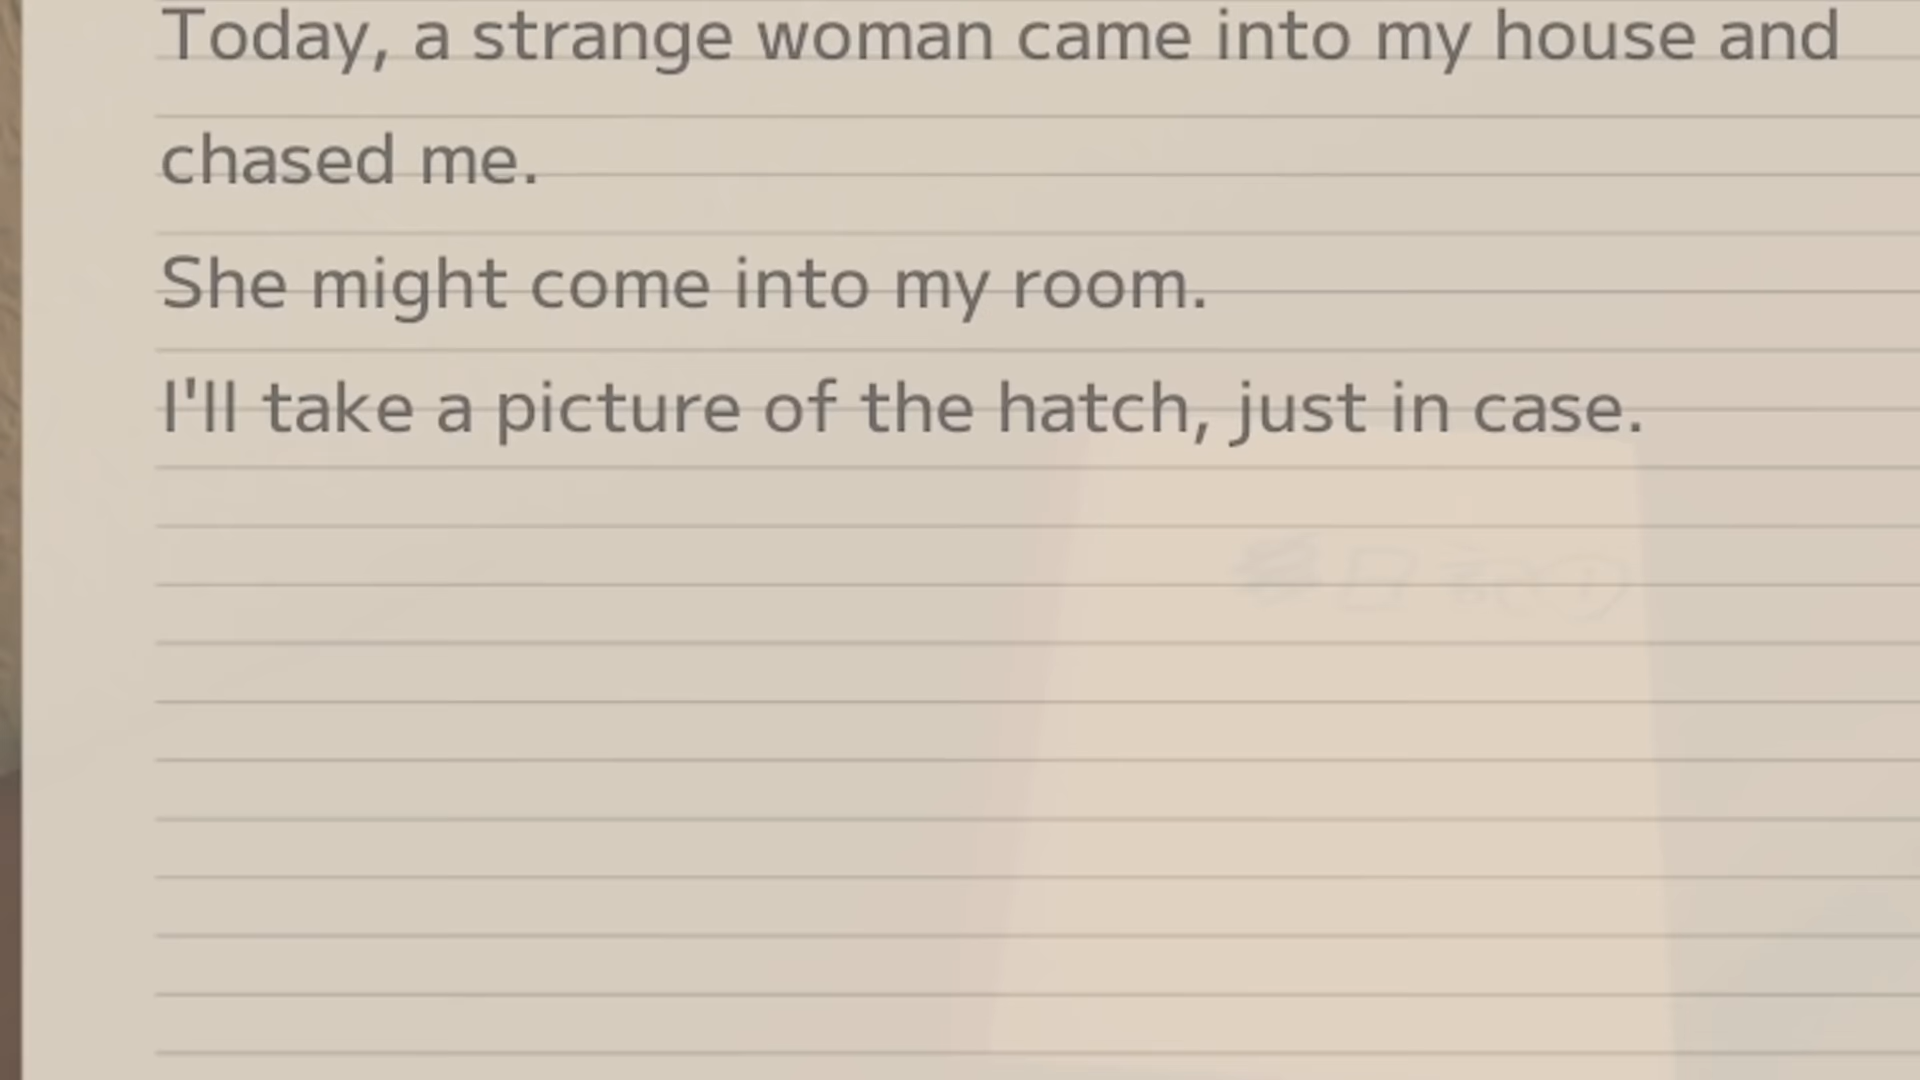 Today, a strange woman came into my house and
chased me.
She might come into my room.
I'll take a picture of the hatch, just in case.